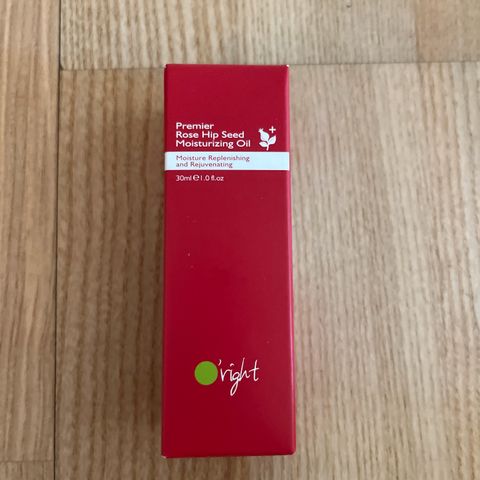 Premier
Rose Hip Seed
Moisturizing Oil
Moisture Replenishing
and Rejuvenating
30ml ℮ 1.0 fl.oz
O'right